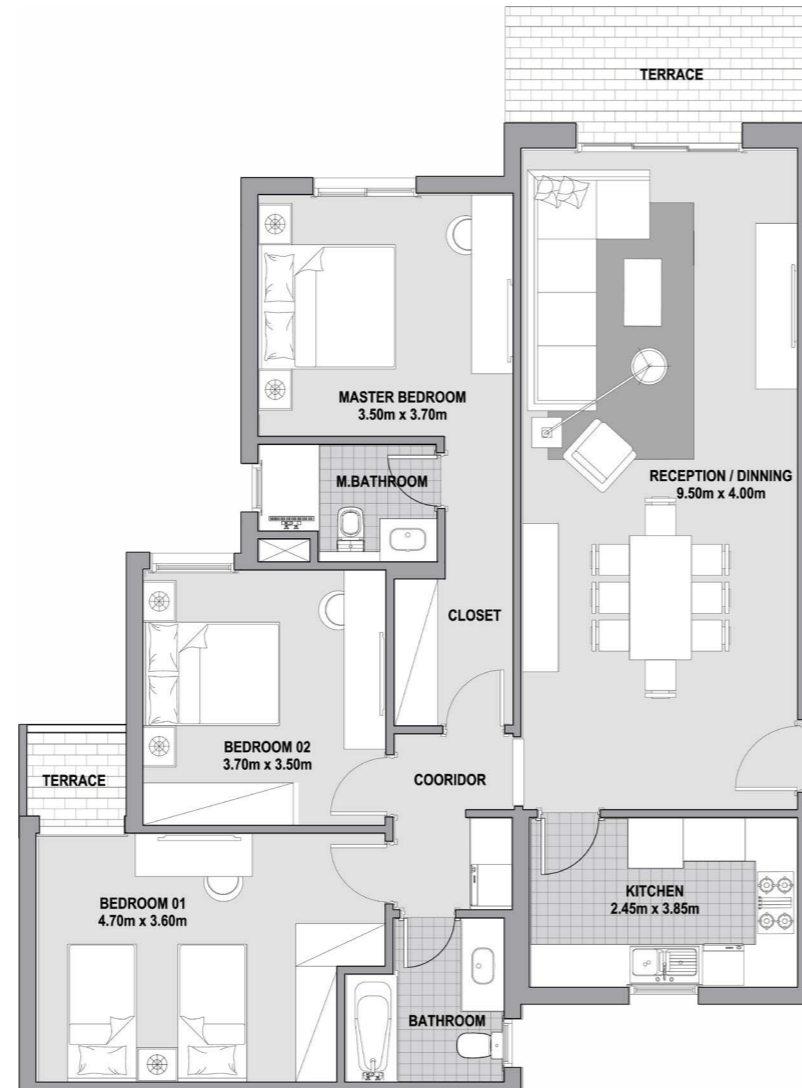 TERRACE
MASTER BEDROOM
3.50m x 3.70m
RECEPTION / DINNING
9.50m x 4.00m
M.BATHROOM
CLOSET
BEDROOM 02
3.70m x 3.50m
TERRACE
COORIDOR
BEDROOM 01
4.70m x 3.60m
KITCHEN
2.45m x 3.85m
BATHROOM